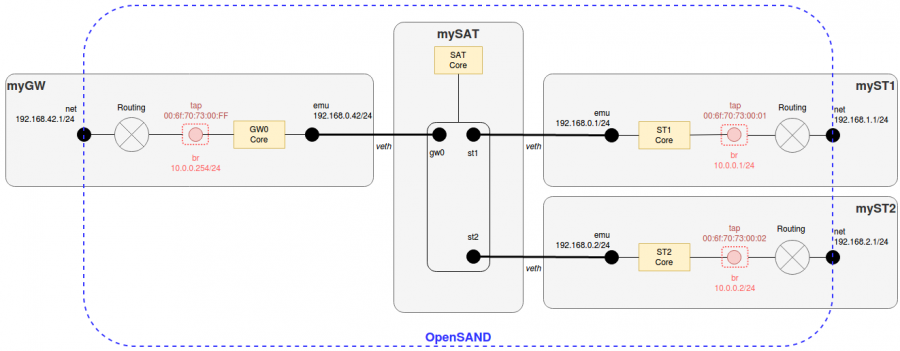 mySAT
SAT
Core
gw0
st1
st2
myGW
net
192.168.42.1/24
Routing
tap
00:6f:70:73:00:FF
br
10.0.0.254/24
GW0
Core
emu
192.168.0.42/24
veth
myST1
veth
emu
192.168.0.1/24
ST1
Core
tap
00:6f:70:73:00:01
br
10.0.0.1/24
Routing
net
192.168.1.1/24
myST2
veth
emu
192.168.0.2/24
ST2
Core
tap
00:6f:70:73:00:02
br
10.0.0.2/24
Routing
net
192.168.2.1/24
OpenSAND